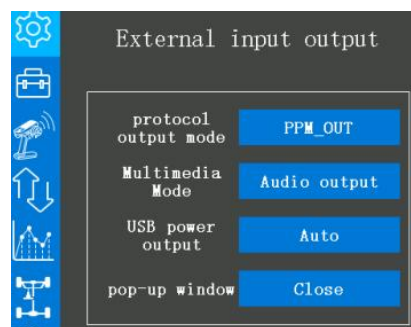 External input output
protocol
output mode
PPM_OUT
Multimedia
Mode
Audio output
USB power
output
Auto
pop-up window
Close